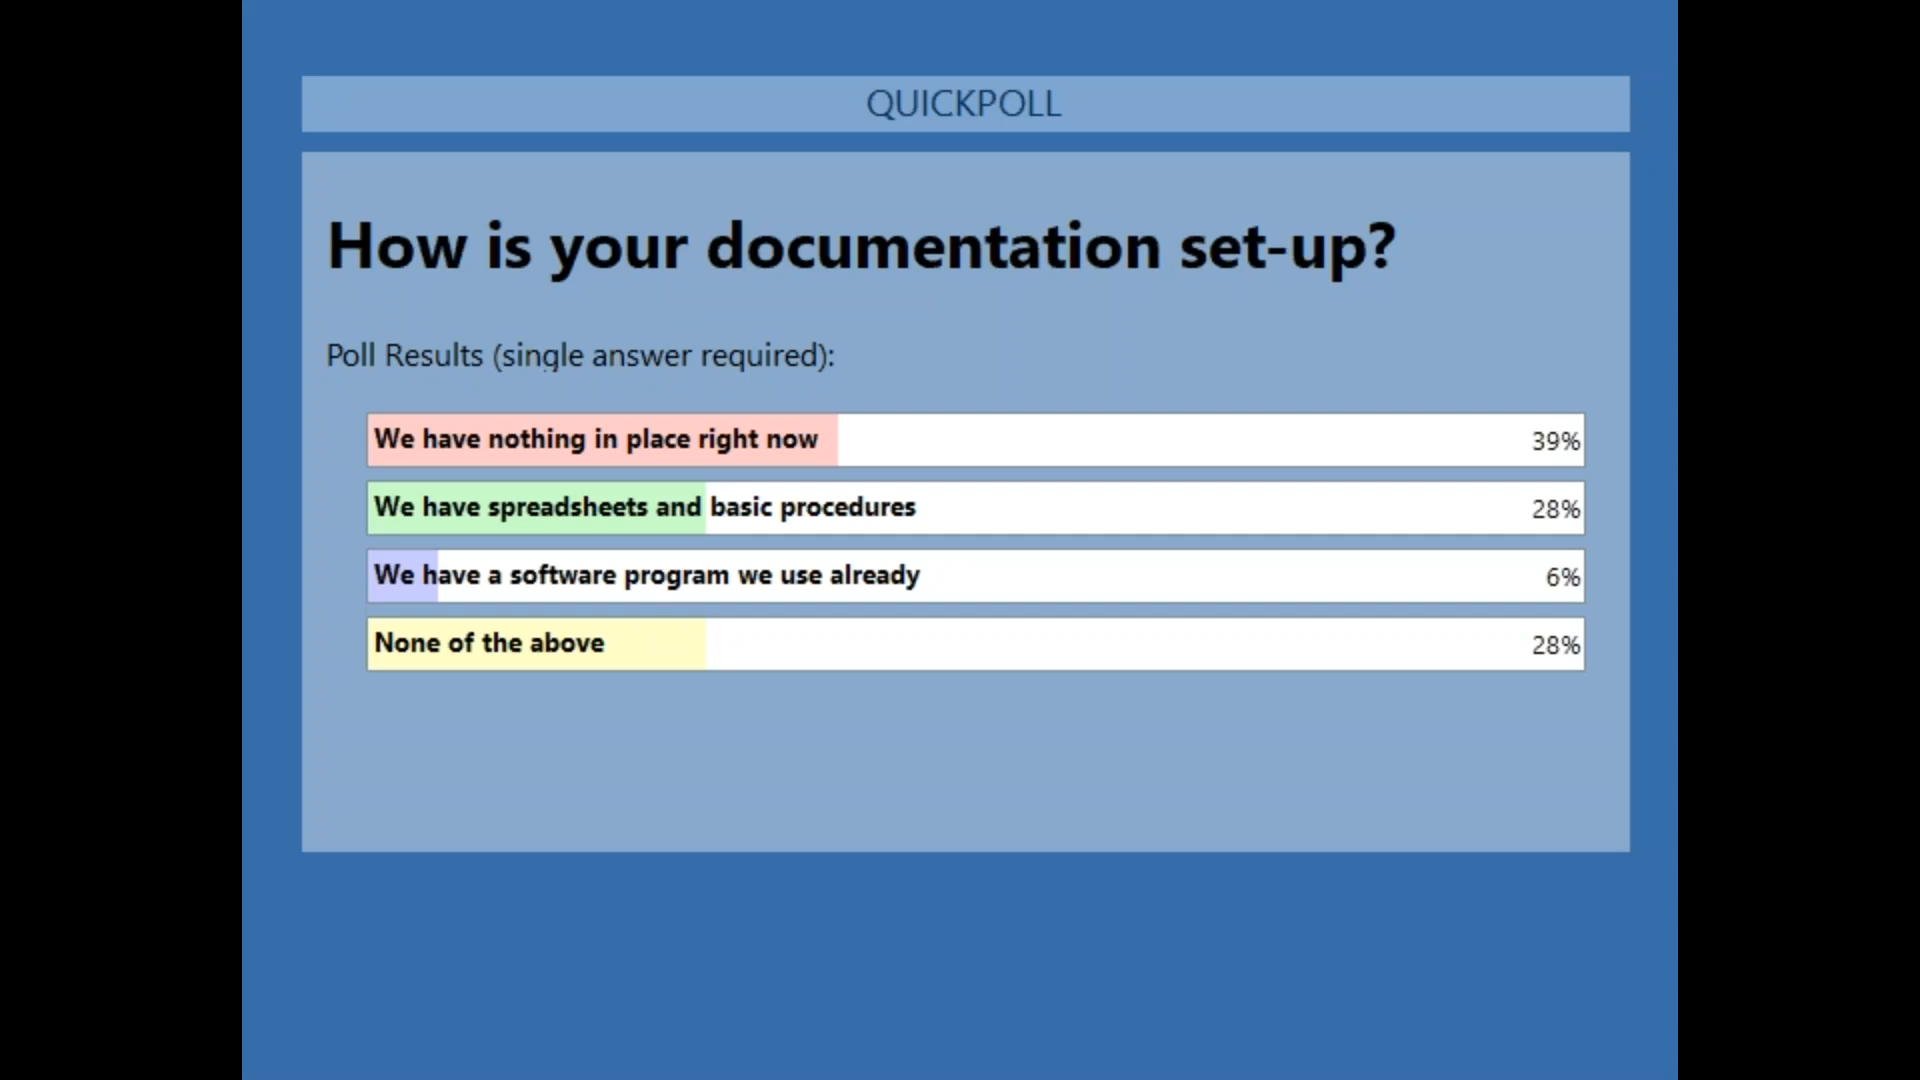 QUICKPOLL
How is your documentation set-up?
Poll Results (single answer required):
We have nothing in place right now 39%
We have spreadsheets and basic procedures 28%
We have a software program we use already 6%
None of the above 28%